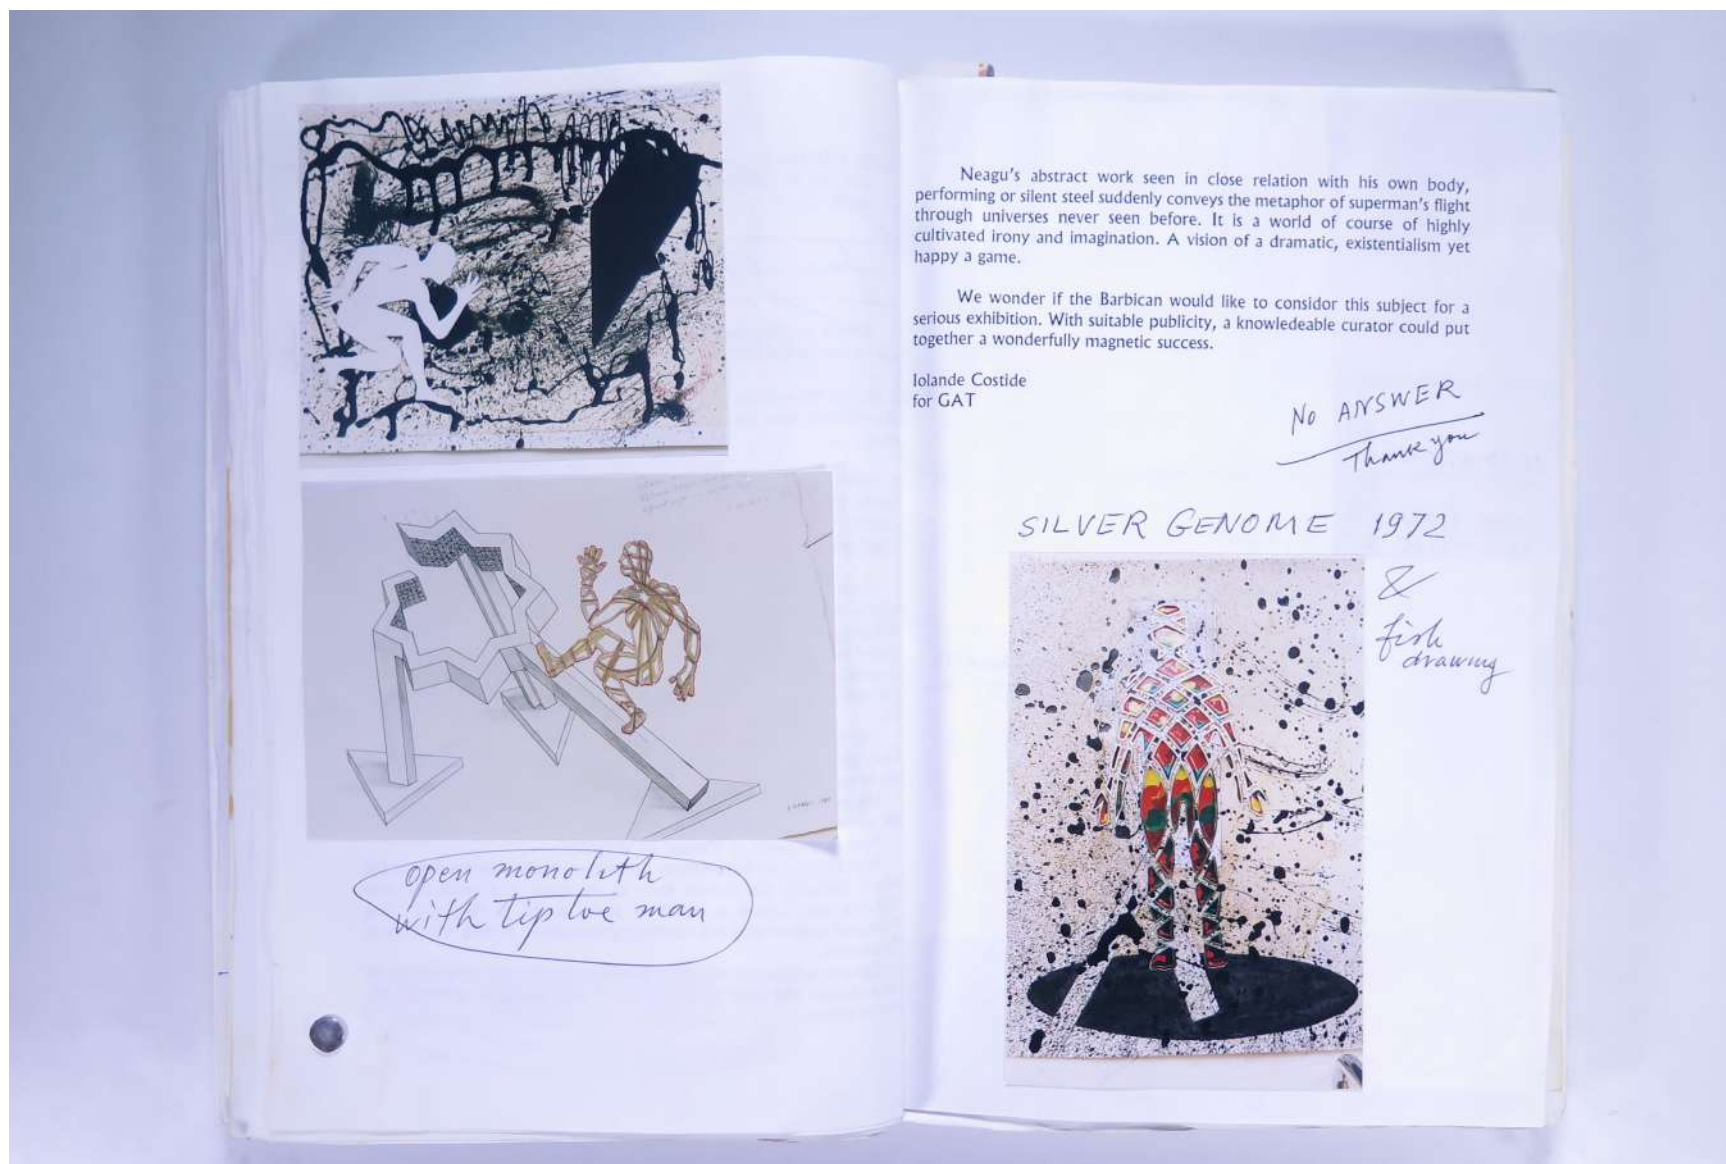 open monolith
with tip toe man
Neagu's abstract work seen in close relation with his own body,
performing or silent steel suddenly conveys the metaphor of superman's flight
through universes never seen before. It is a world of course of highly
cultivated irony and imagination. A vision of a dramatic, existentialism yet
happy a game.
We wonder if the Barbican would like to considor this subject for a
serious exhibition. With suitable publicity, a knowledeable curator could put
together a wonderfully magnetic success.
Iolande Costide
for GAT
NO ANSWER
Thank you
SILVER GENOME 1972
&
fish
drawing